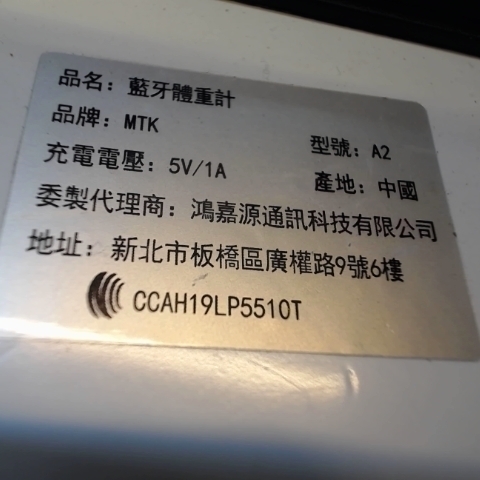 品名：藍牙體重計
品牌：MTK
型號：A2
充電電壓：5V/1A
產地：中國
委製代理商：鴻嘉源通訊科技有限公司
地址：新北市板橋區廣權路9號6樓
CCAH19LP5510T